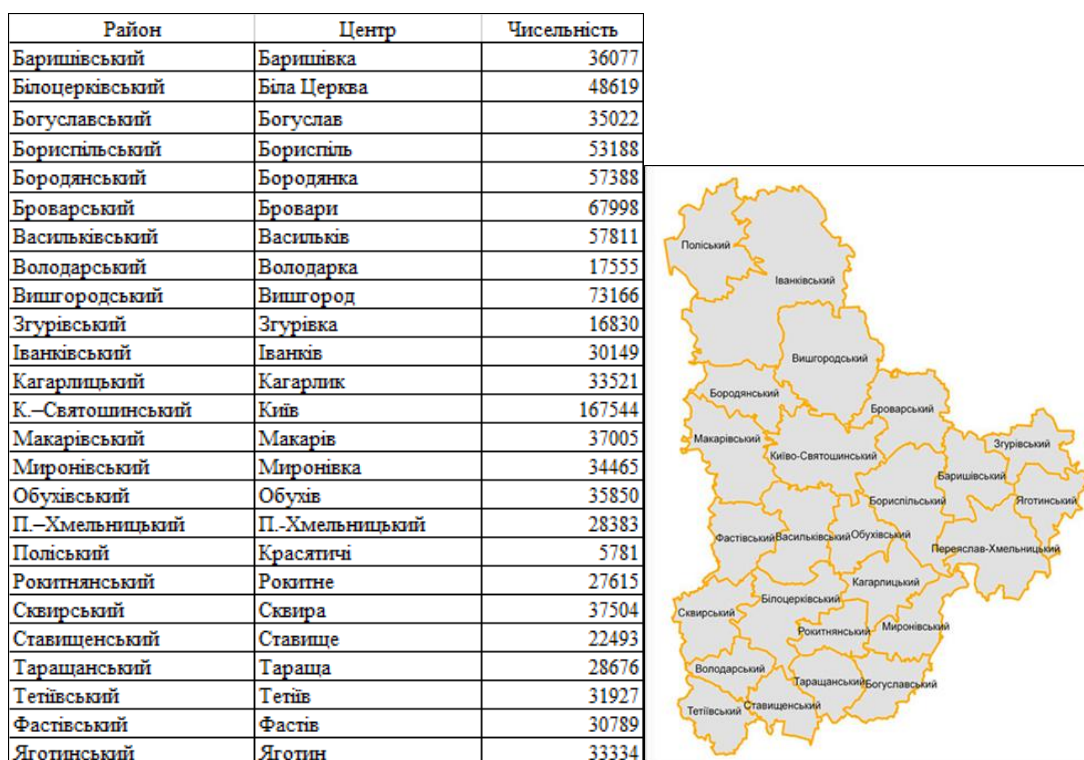 Район Центр Чисельність
Баришівський Баришівка 36077
Білоцерківський Біла Церква 48619
Богуславський Богуслав 35022
Бориспільський Бориспіль 53188
Бородянський Бородянка 57388
Броварський Бровари 67998
Васильківський Васильків 57811
Володарський Володарка 17555
Вишгородський Вишгород 73166
Згурівський Згурівка 16830
Іванківський Іванків 30149
Кагарлицький Кагарлик 33521
К.–Святошинський Київ 167544
Макарівський Макарів 37005
Миронівський Миронівка 34465
Обухівський Обухів 35850
П.–Хмельницький П.-Хмельницький 28383
Поліський Красятичі 5781
Рокитнянський Рокитне 27615
Сквирський Сквира 37504
Ставищенський Ставище 22493
Таращанський Тараща 28676
Тетіївський Тетіїв 31927
Фастівський Фастів 30789
Яготинський Яготин 33334
Поліський
Іванківський
Вишгородський
Бородянський
Броварський
Макарівський
Згурівський
Києво-Святошинський
Баришівський
Бориспільський
Яготинський
Фастівський
Васильківський
Обухівський
Переяслав-Хмельницький
Кагарлицький
Білоцерківський
Сквирський
Рокитнянський
Миронівський
Володарський
Таращанський
Богуславський
Тетіївський
Ставищенський